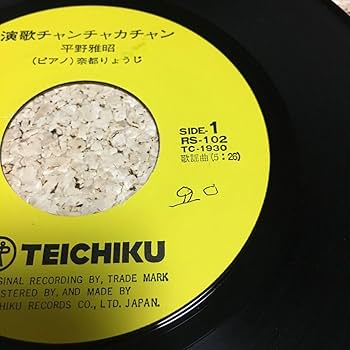 演歌チャンチャカチャン
平野雅昭
(ピアノ)奈都りょうじ
SIDE-1
RS-102
TC-1930
歌謡曲(5:26)
TEICHIKU
GINAL RECORDING BY, TRADE MARK
STERED BY, AND MADE BY
HIKU RECORDS CO., LTD. JAPAN.